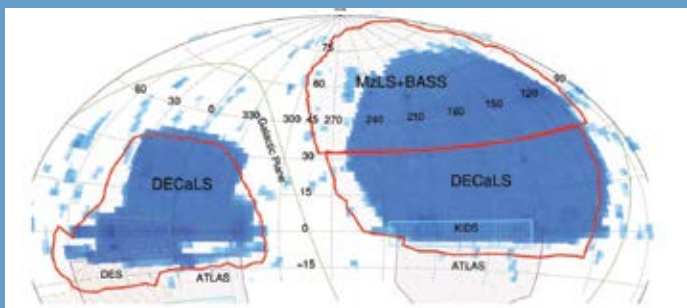 75
60
MzLS+BASS
90
120
150
180
210
240
45 270 300
330
0
30
60
Galactic Plane
30
DECaLS
DECaLS
15
0
KIDS
-15
DES
ATLAS
ATLAS